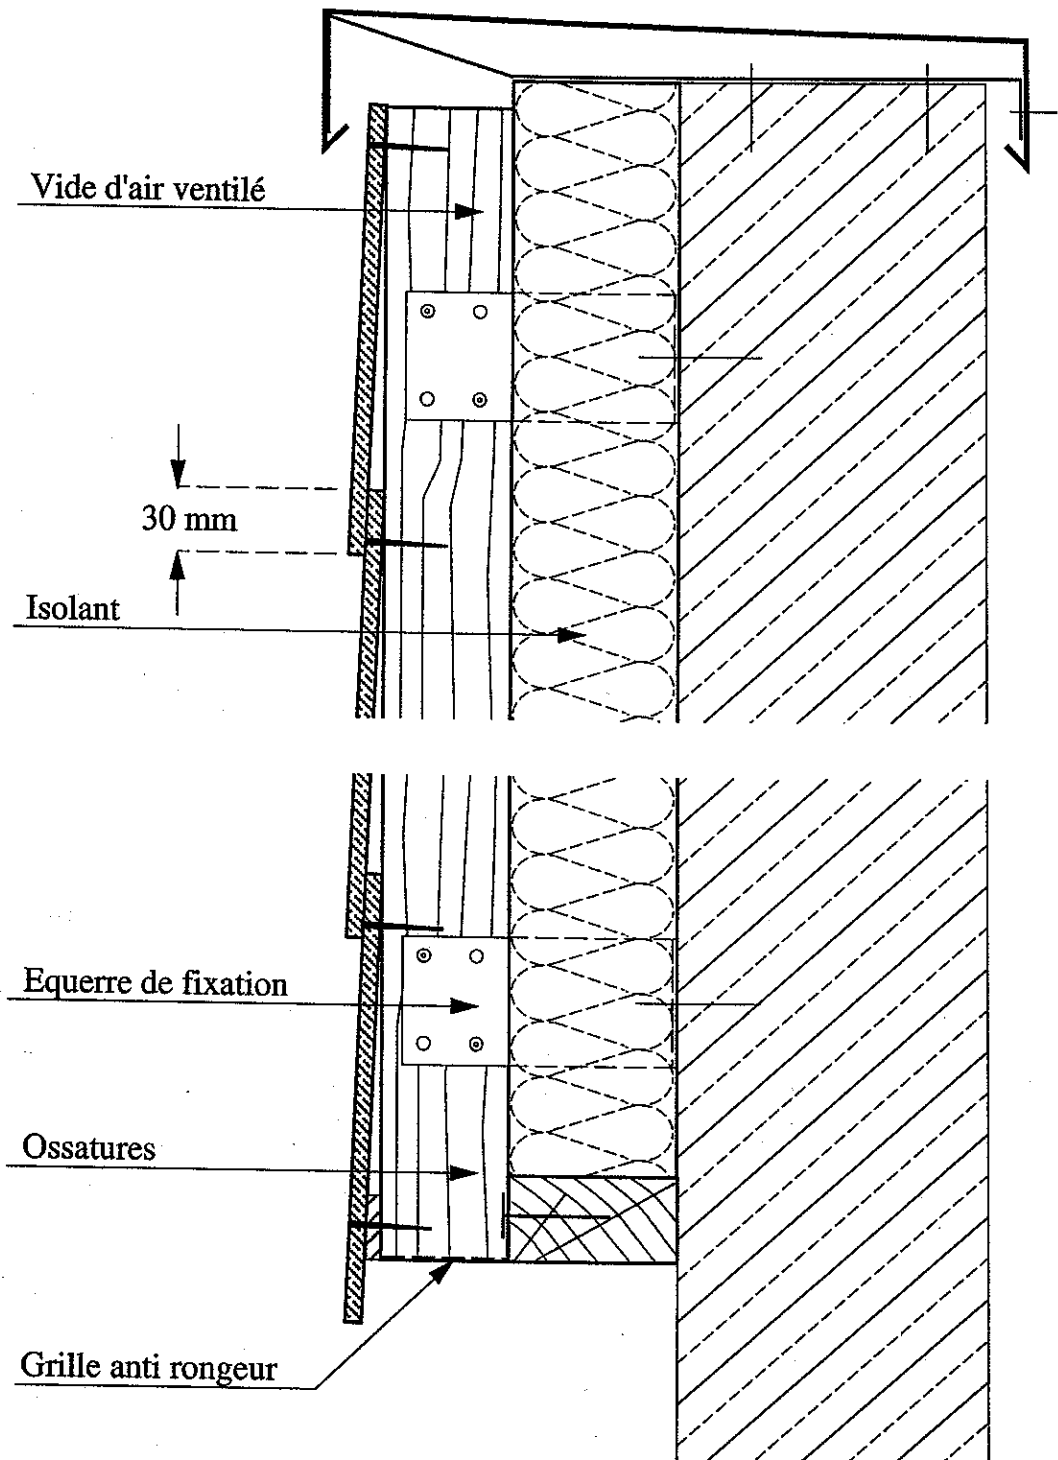 Vide d'air ventilé
30 mm
Isolant
Equerre de fixation
Ossatures
Grille anti rongeur